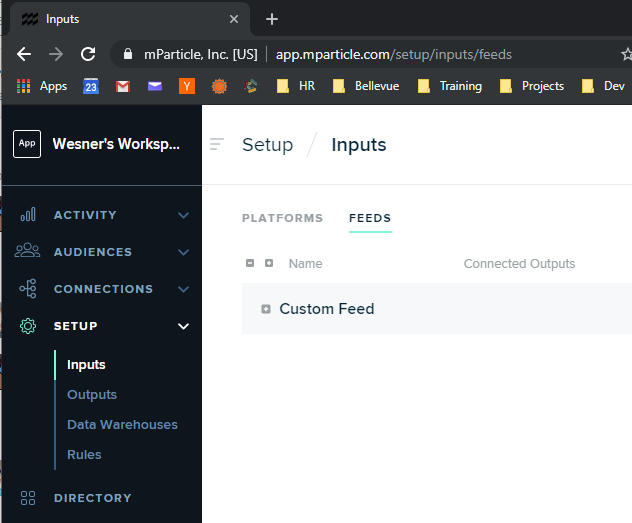 Inputs
mParticle, Inc. [US] app.mparticle.com/setup/inputs/feeds
Apps 23 Y HR Bellevue Training Projects Dev
App Wesner's Worksp...
Setup / Inputs
ACTIVITY
AUDIENCES
CONNECTIONS
SETUP
Inputs
Outputs
Data Warehouses
Rules
DIRECTORY
PLATFORMS FEEDS
Name Connected Outputs
Custom Feed